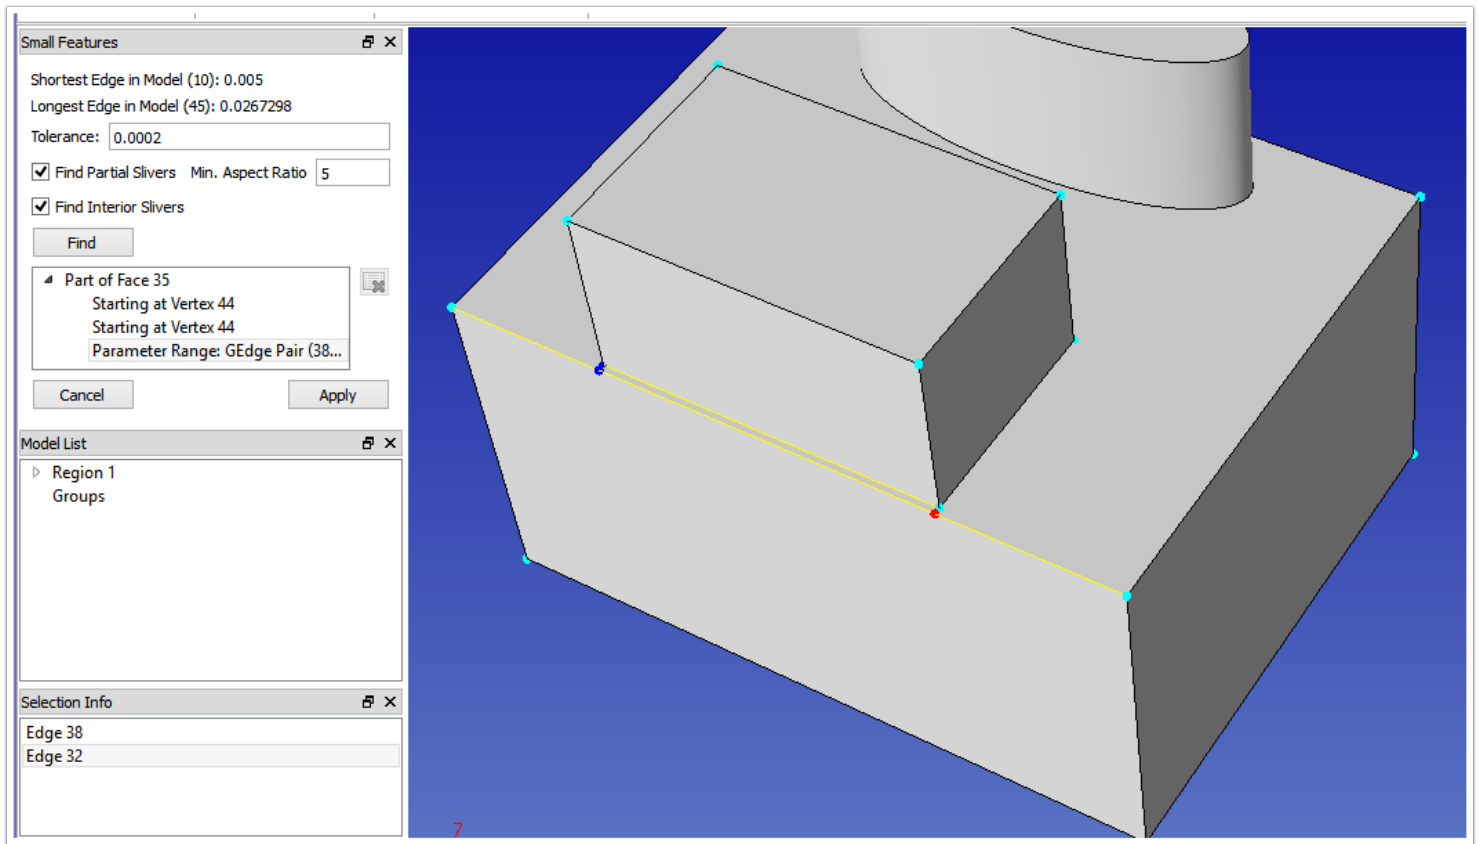 Small Features
Shortest Edge in Model (10): 0.005
Longest Edge in Model (45): 0.0267298
Tolerance: 0.0002
Find Partial Slivers Min. Aspect Ratio 5
Find Interior Slivers
Find
Part of Face 35
Starting at Vertex 44
Starting at Vertex 44
Parameter Range: GEdge Pair (38...
Cancel Apply
Model List
Region 1
Groups
Selection Info
Edge 38
Edge 32
7